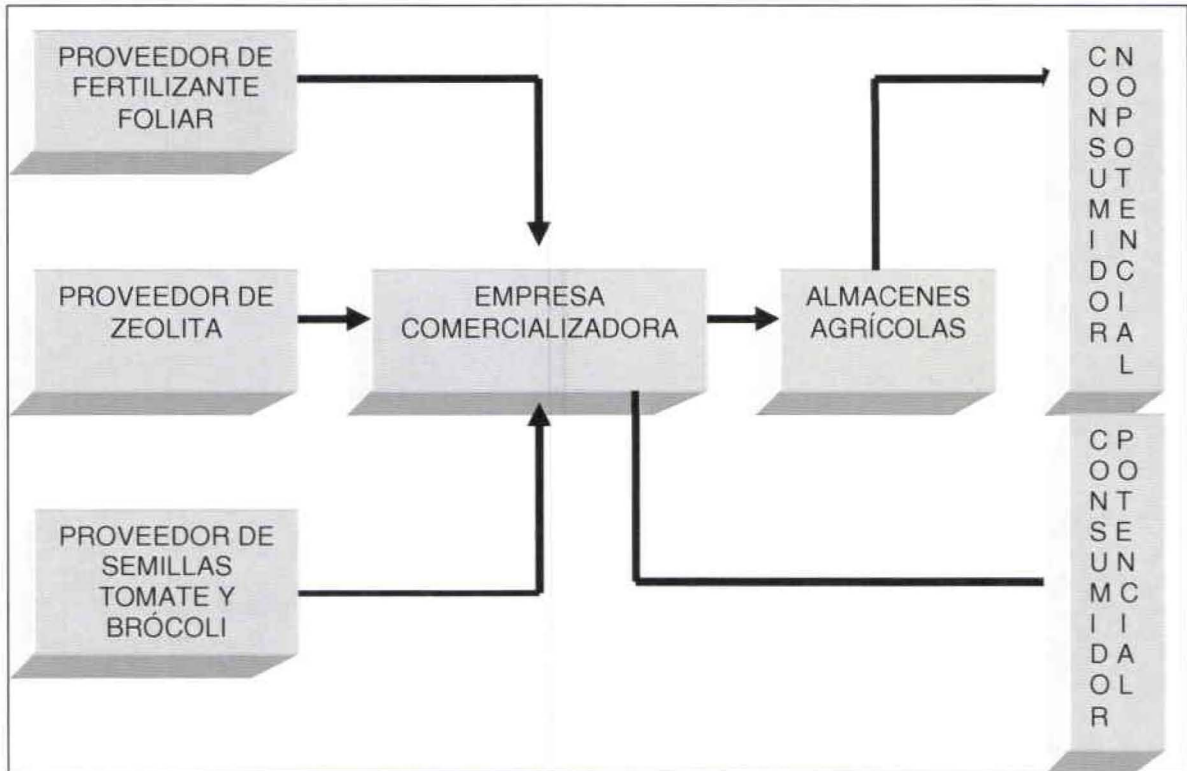 PROVEEDOR DE
FERTILIZANTE
FOLIAR
PROVEEDOR DE
ZEOLITA
PROVEEDOR DE
SEMILLAS
TOMATE Y
BRÓCOLI
EMPRESA
COMERCIALIZADORA
ALMACENES
AGRÍCOLAS
CONSUMIDOR
NO POTENCIAL
CONSUMIDOR
POTENCIAL